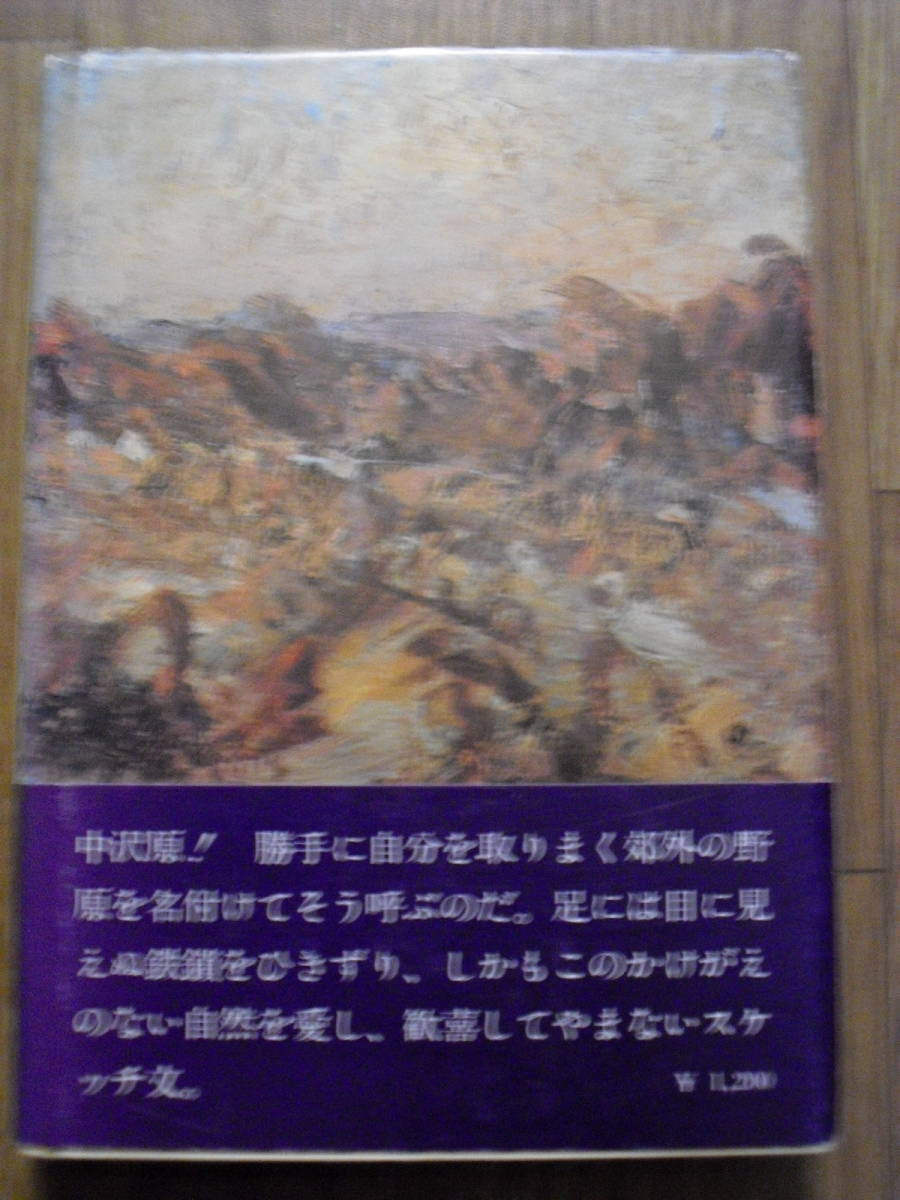 中沢原!! 勝手に自分を取りまく郊外の野
原を名付けてそう呼ぶのだ。足には目に見
えぬ鉄鎖をひきずり、しかもこのかけがえ
のない自然を愛し、歓喜してやまないスケ
ッチ文。
¥ 1,200